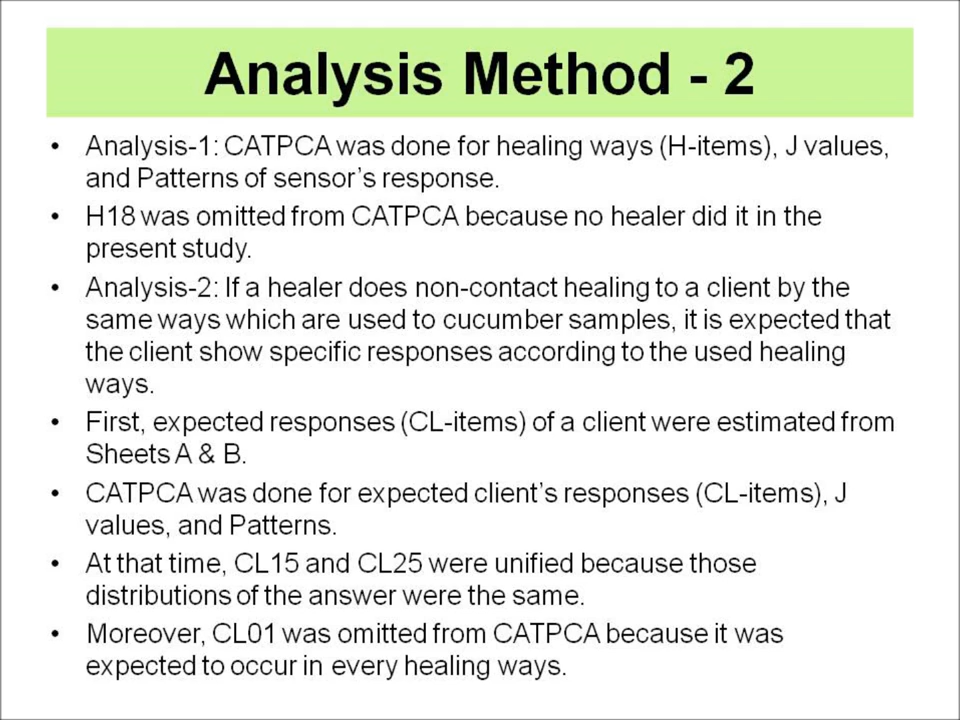 Analysis Method - 2
• Analysis-1: CATPCA was done for healing ways (H-items), J values,
and Patterns of sensor's response.
• H18 was omitted from CATPCA because no healer did it in the
present study.
• Analysis-2: If a healer does non-contact healing to a client by the
same ways which are used to cucumber samples, it is expected that
the client show specific responses according to the used healing
ways.
• First, expected responses (CL-items) of a client were estimated from
Sheets A & B.
• CATPCA was done for expected client's responses (CL-items), J
values, and Patterns.
• At that time, CL15 and CL25 were unified because those
distributions of the answer were the same.
• Moreover, CL01 was omitted from CATPCA because it was
expected to occur in every healing ways.